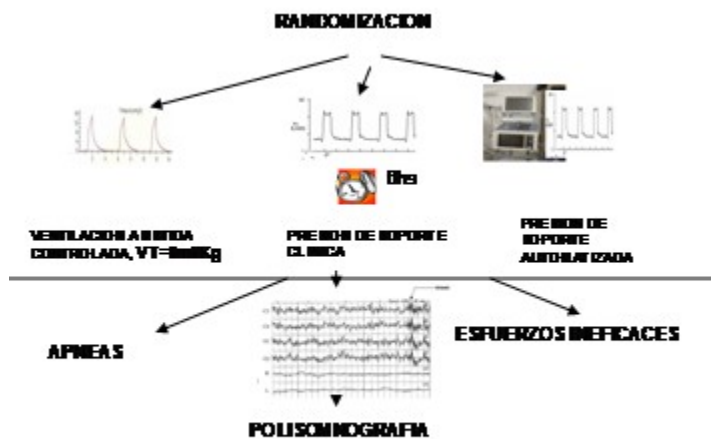 RANDOMIZACION
6hs
VENTILACION ASISTIDA
CONTROLADA, VT=8ml/Kg
PRESION DE SOPORTE
CLINICA
PRESION DE
SOPORTE
AUTOMATIZADA
APNEAS
ESFUERZOS INEFICACES
POLISOMNOGRAFIA